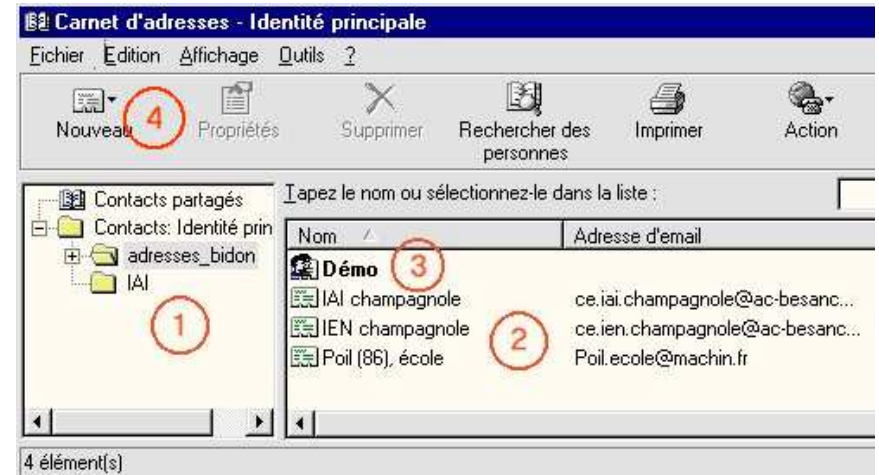 Carnet d'adresses - Identité principale
Fichier Edition Affichage Outils ?
Nouveau 4 Propriétés Supprimer Rechercher des personnes Imprimer Action
Contacts partagés
Contacts: Identité prin
adresses_bidon
IAI
1
Tapez le nom ou sélectionnez-le dans la liste :
Nom Adresse d'email
Démo 3
IAI champagnole ce.iai.champagnole@ac-besanc...
IEN champagnole ce.ien.champagnole@ac-besanc...
2
Poil (86), école Poil.ecole@machin.fr
4 élément(s)